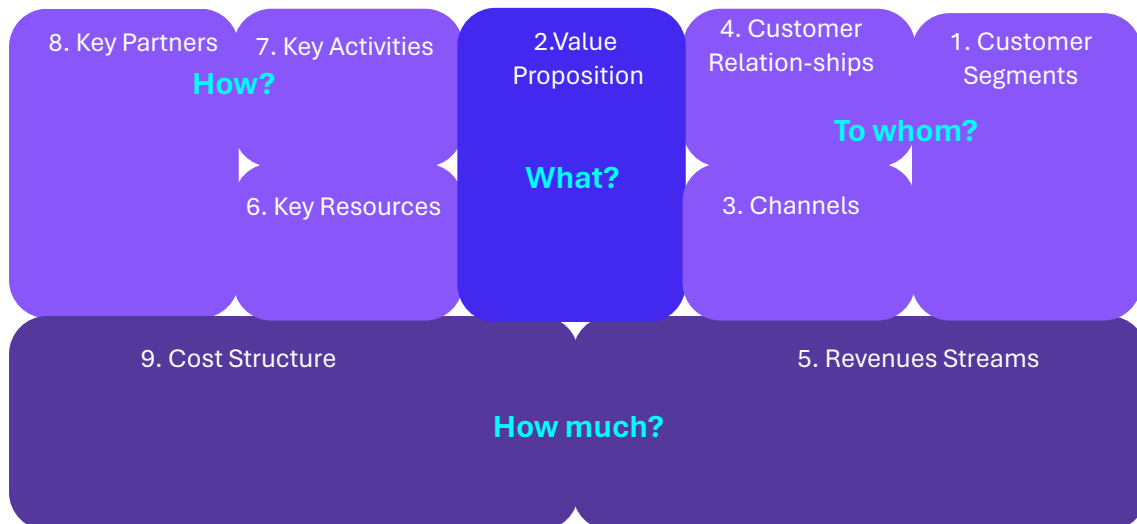 8. Key Partners
7. Key Activities
How?
6. Key Resources
2.Value
Proposition
What?
4. Customer
Relation-ships
1. Customer
Segments
To whom?
3. Channels
9. Cost Structure
5. Revenues Streams
How much?